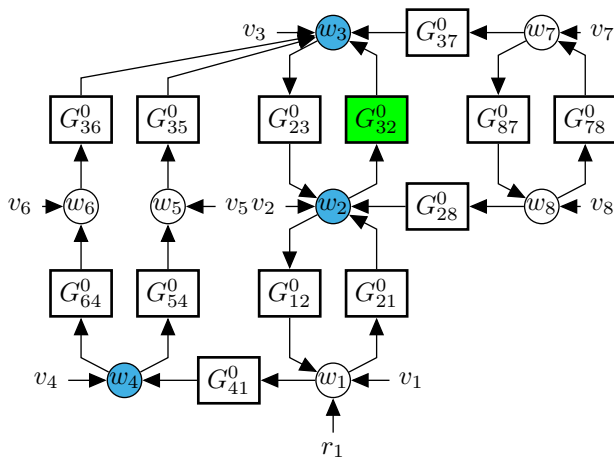 v₃ w₃ G⁰₃₇ w₇ v₇
G⁰₃₆ G⁰₃₅ G⁰₂₃ G⁰₃₂ G⁰₈₇ G⁰₇₈
v₆ w₆ w₅ v₅ v₂ w₂ G⁰₂₈ w₈ v₈
G⁰₆₄ G⁰₅₄ G⁰₁₂ G⁰₂₁
v₄ w₄ G⁰₄₁ w₁ v₁
r₁